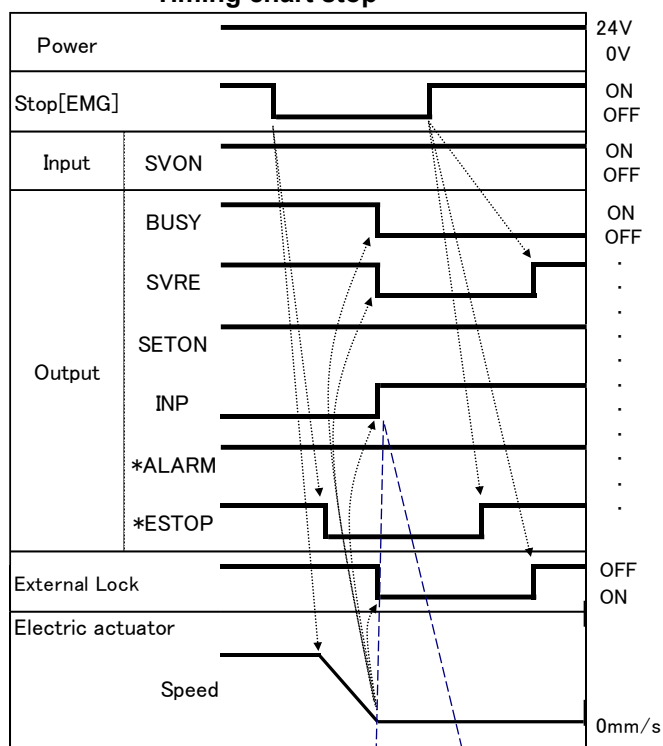 Timing chart stop
Power
24V
0V
Stop[EMG]
ON
OFF
Input
SVON
ON
OFF
Output
BUSY
ON
OFF
SVRE
SETON
INP
*ALARM
*ESTOP
External Lock
OFF
ON
Electric actuator
Speed
0mm/s